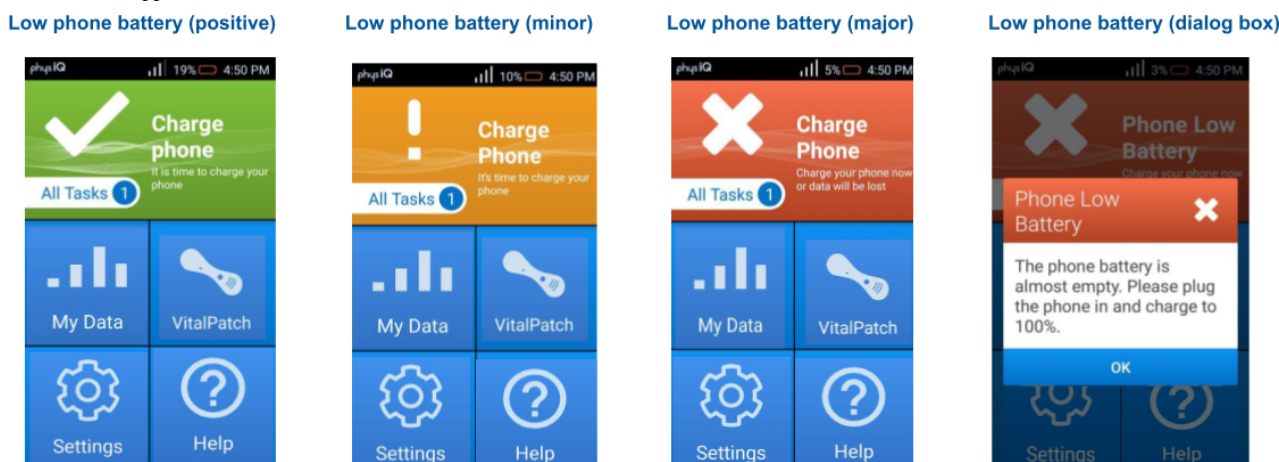 Low phone battery (positive)
Low phone battery (minor)
Low phone battery (major)
Low phone battery (dialog box)
physIQ 19% 4:50 PM
Charge
phone
It is time to charge your
phone
All Tasks 1
My Data
VitalPatch
Settings
Help
physIQ 10% 4:50 PM
Charge
Phone
It's time to charge your
phone
All Tasks 1
My Data
VitalPatch
Settings
Help
physIQ 5% 4:50 PM
Charge
Phone
Charge your phone now
or data will be lost
All Tasks 1
My Data
VitalPatch
Settings
Help
physIQ 3% 4:50 PM
Phone Low
Battery
Charge your phone now
Phone Low
Battery
The phone battery is
almost empty. Please plug
the phone in and charge to
100%.
OK
Settings
Help